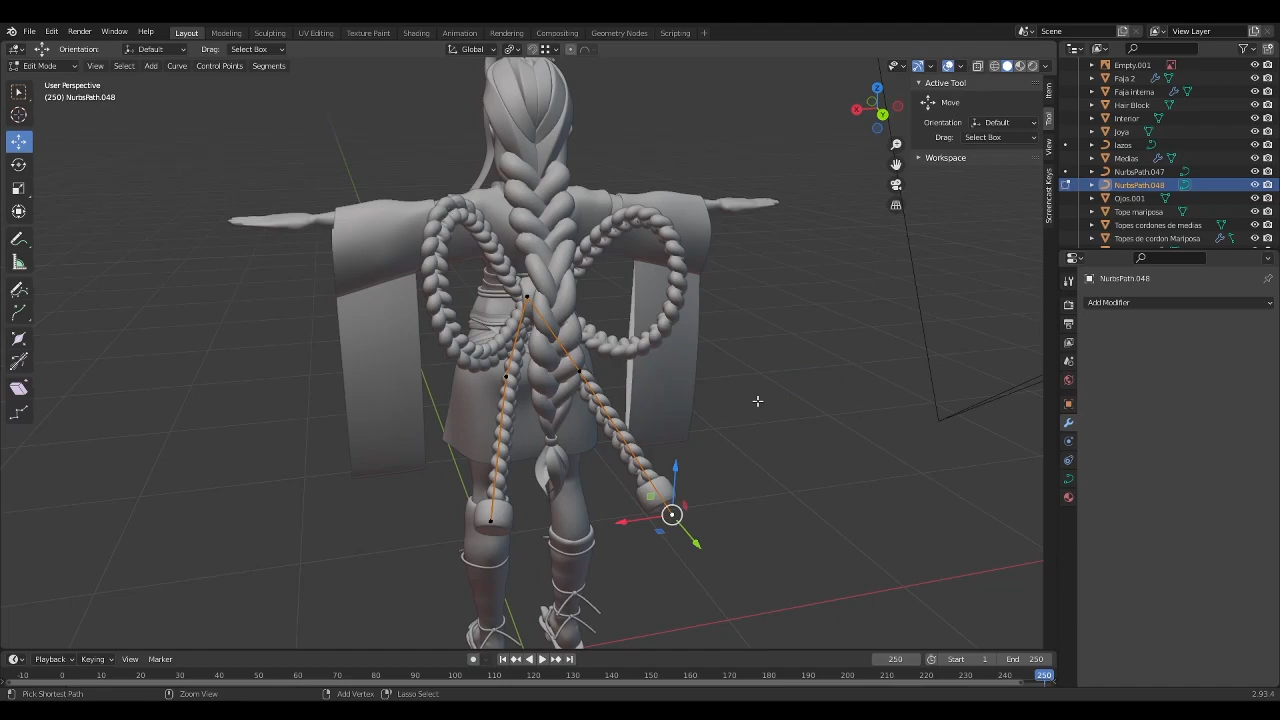 File Edit Render Window Help Layout Modeling Sculpting UV Editing Texture Paint Shading Animation Rendering Compositing Geometry Nodes Scripting Scene View Layer
Orientation: Default Drag: Select Box Global
Edit Mode View Select Add Curve Control Points Segments
User Perspective
(250) NurbsPath.048
Active Tool
Move
Orientation Default
Drag: Select Box
Workspace
Item
Tool
View
Screencast Keys
Empty.001
Faja 2
Faja interna
Hair Block
Interior
Joya
lazos
Medias
NurbsPath.047
NurbsPath.048
Ojos.001
Tope mariposa
Topes cordones de medias
Topes de cordon Mariposa
NurbsPath.048
Add Modifier
X
Y
Z
Playback Keying View Marker 250 Start 1 End 250
-10 0 10 20 30 40 50 60 70 80 90 100 110 120 130 140 150 160 170 180 190 200 210 220 230 240 250
Pick Shortest Path Zoom View Add Vertex Lasso Select 2.93.4